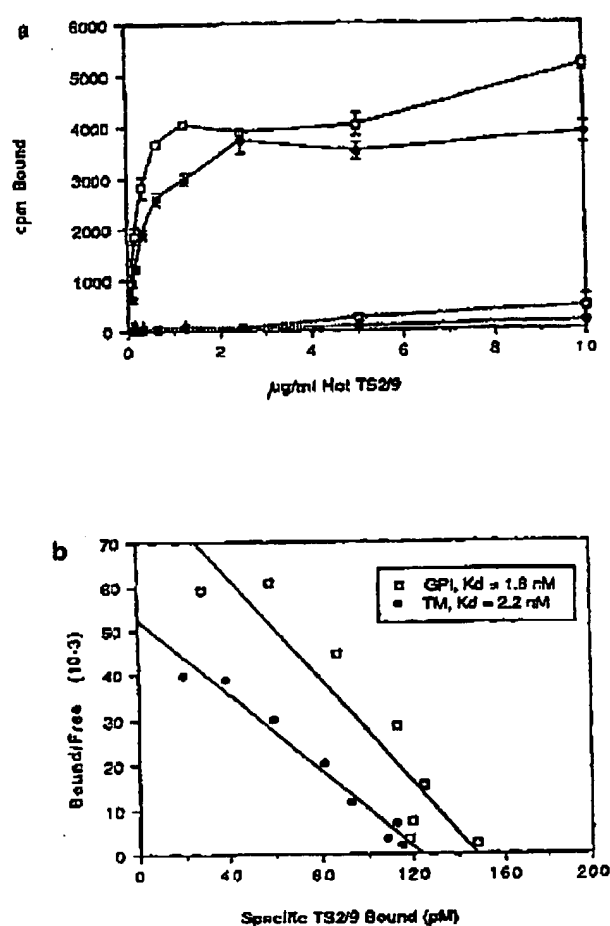 a
6000
5000
4000
3000
2000
1000
0
cpm Bound
0 2 4 6 8 10
µg/ml Hot TS2/9
b
70
60
50
40
30
20
10
0
Bound/Free (10-3)
GPI, Kd = 1.8 nM
TM, Kd = 2.2 nM
0 40 80 120 160 200
Specific TS2/9 Bound (pM)